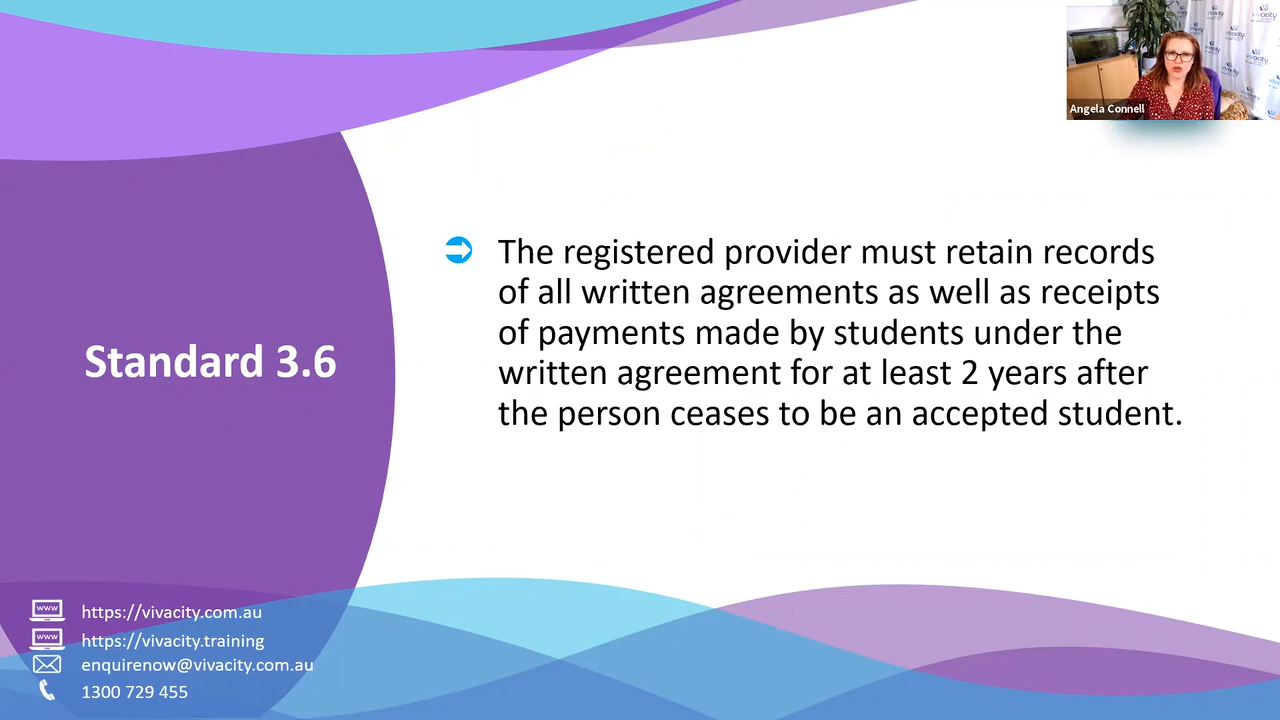 Angela Connell
Standard 3.6
The registered provider must retain records
of all written agreements as well as receipts
of payments made by students under the
written agreement for at least 2 years after
the person ceases to be an accepted student.
www https://vivacity.com.au
www https://vivacity.training
enquirenow@vivacity.com.au
1300 729 455